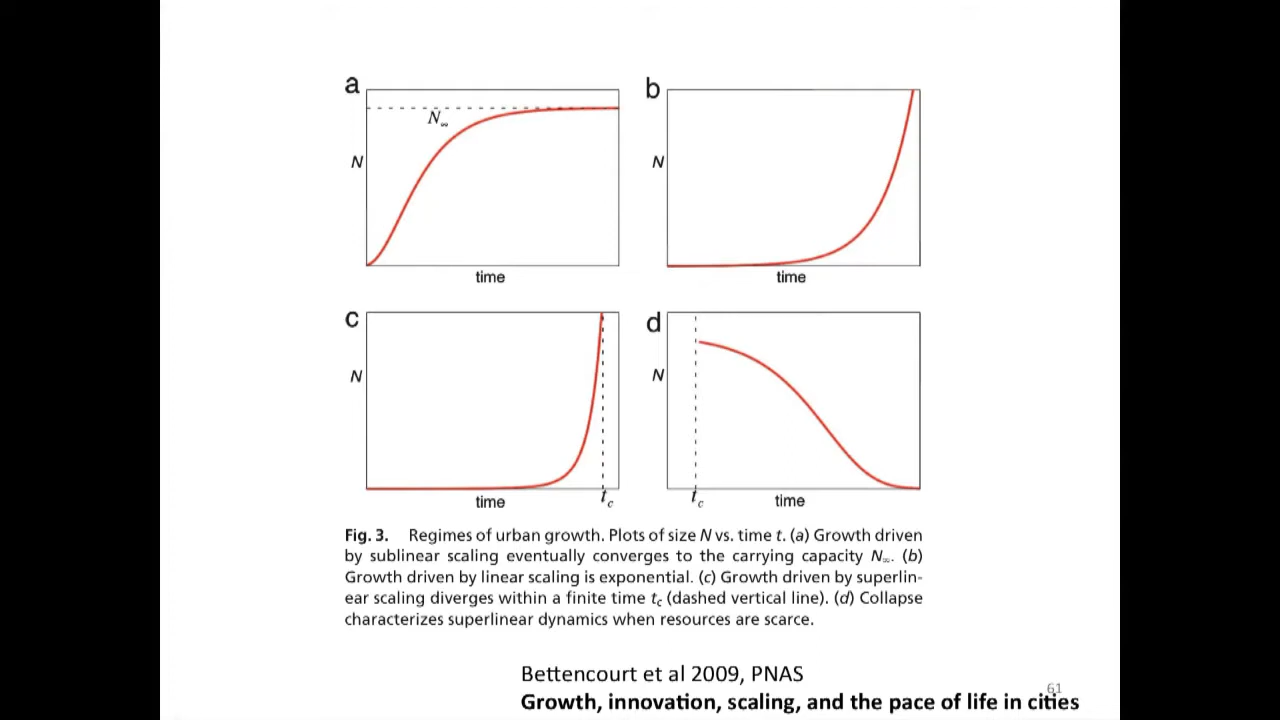 a
N∞
N
time
b
N
time
c
N
time
tc
d
N
tc
time
Fig. 3. Regimes of urban growth. Plots of size N vs. time t. (a) Growth driven
by sublinear scaling eventually converges to the carrying capacity N∞. (b)
Growth driven by linear scaling is exponential. (c) Growth driven by superlin-
ear scaling diverges within a finite time tc (dashed vertical line). (d) Collapse
characterizes superlinear dynamics when resources are scarce.
Bettencourt et al 2009, PNAS
61
Growth, innovation, scaling, and the pace of life in cities